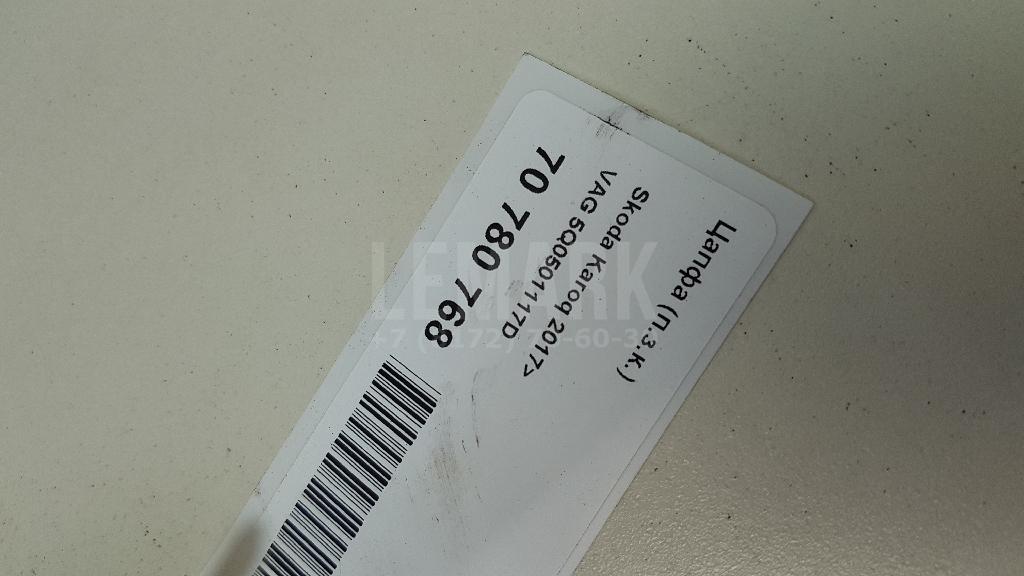 Цапфа (п.з.к.)
Skoda Karoq 2017>
VAG 5Q0501117D
70 780 768
LEMARK